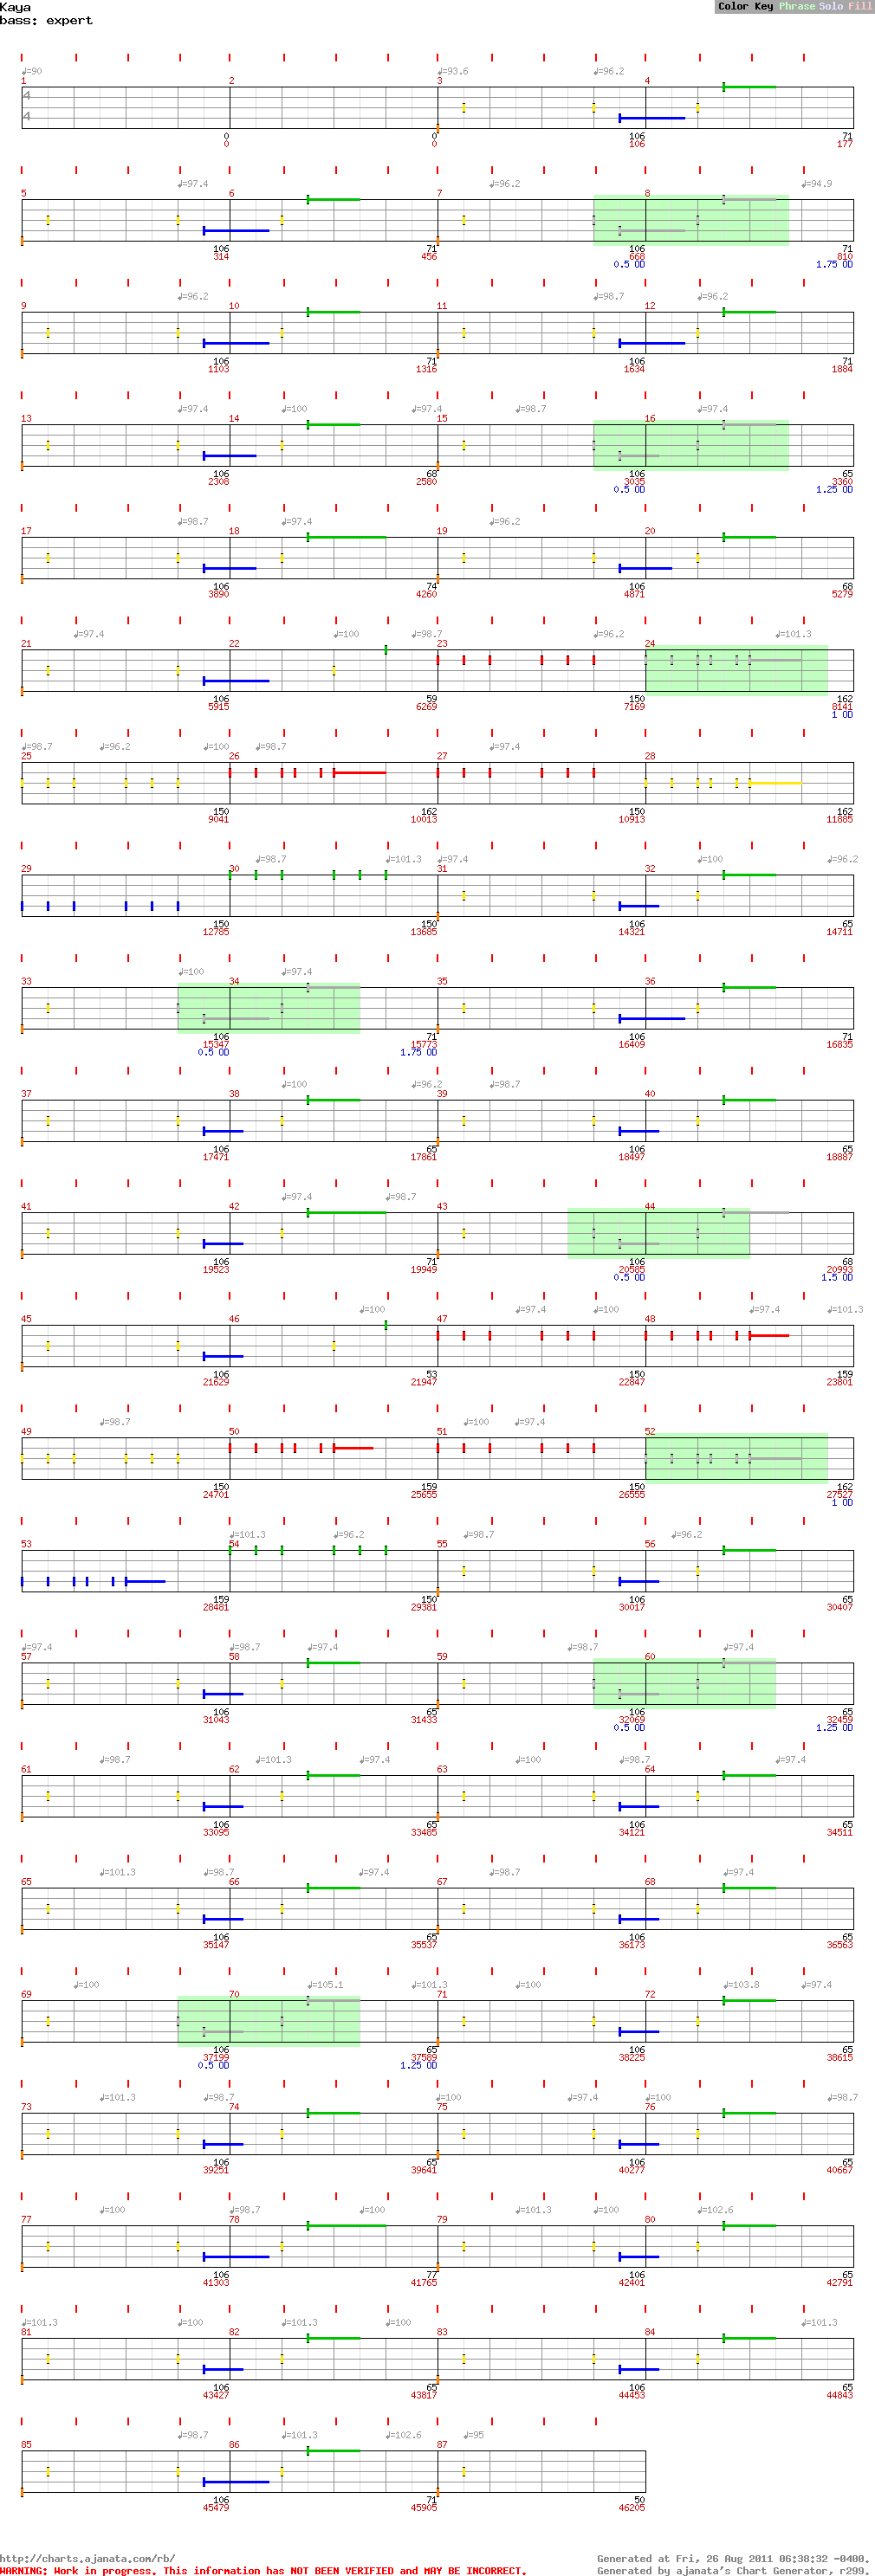 Kaya
bass: expert
Color Key Phrase Solo Fill
♩=90 ♩=93.6 ♩=96.2
1 2 3 4
4
4
0 0 106 71
0 0 106 177
♩=97.4 ♩=96.2 ♩=94.9
5 6 7 8
106 71 106 71
314 456 668 810
0.5 OD 1.75 OD
♩=96.2 ♩=98.7 ♩=96.2
9 10 11 12
106 71 106 71
1103 1316 1634 1884
♩=97.4 ♩=100 ♩=97.4 ♩=98.7 ♩=97.4
13 14 15 16
106 68 106 65
2308 2580 3035 3360
0.5 OD 1.25 OD
♩=98.7 ♩=97.4 ♩=96.2
17 18 19 20
106 74 106 68
3890 4260 4871 5279
♩=97.4 ♩=100 ♩=98.7 ♩=96.2 ♩=101.3
21 22 23 24
106 59 150 162
5915 6269 7169 8141
1 OD
♩=98.7 ♩=96.2 ♩=100 ♩=98.7 ♩=97.4
25 26 27 28
150 162 150 162
9041 10013 10913 11885
♩=98.7 ♩=101.3 ♩=97.4 ♩=100 ♩=96.2
29 30 31 32
150 150 106 65
12785 13685 14321 14711
♩=100 ♩=97.4
33 34 35 36
106 71 106 71
15347 15773 16409 16835
0.5 OD 1.75 OD
♩=100 ♩=96.2 ♩=98.7
37 38 39 40
106 65 106 65
17471 17861 18497 18887
♩=97.4 ♩=98.7
41 42 43 44
106 71 106 68
19523 19949 20585 20993
0.5 OD 1.5 OD
♩=100 ♩=97.4 ♩=100 ♩=97.4 ♩=101.3
45 46 47 48
106 53 150 159
21629 21947 22847 23801
♩=98.7 ♩=100 ♩=97.4
49 50 51 52
150 159 150 162
24701 25655 26555 27527
1 OD
♩=101.3 ♩=96.2 ♩=98.7 ♩=96.2
53 54 55 56
159 150 106 65
28481 29381 30017 30407
♩=97.4 ♩=98.7 ♩=97.4 ♩=98.7 ♩=97.4
57 58 59 60
106 65 106 65
31043 31433 32069 32459
0.5 OD 1.25 OD
♩=98.7 ♩=101.3 ♩=97.4 ♩=100 ♩=98.7 ♩=97.4
61 62 63 64
106 65 106 65
33095 33485 34121 34511
♩=101.3 ♩=98.7 ♩=97.4 ♩=98.7 ♩=97.4
65 66 67 68
106 65 106 65
35147 35537 36173 36563
♩=100 ♩=105.1 ♩=101.3 ♩=100 ♩=103.8 ♩=97.4
69 70 71 72
106 65 106 65
37199 37589 38225 38615
0.5 OD 1.25 OD
♩=101.3 ♩=98.7 ♩=100 ♩=97.4 ♩=100 ♩=98.7
73 74 75 76
106 65 106 65
39251 39641 40277 40667
♩=100 ♩=98.7 ♩=100 ♩=101.3 ♩=100 ♩=102.6
77 78 79 80
106 77 106 65
41303 41765 42401 42791
♩=101.3 ♩=100 ♩=101.3 ♩=100 ♩=101.3
81 82 83 84
106 65 106 65
43427 43817 44453 44843
♩=98.7 ♩=101.3 ♩=102.6 ♩=95
85 86 87
106 71 50
45479 45905 46205
http://charts.ajanata.com/rb/
Generated at Fri, 26 Aug 2011 06:38:32 -0400.
WARNING: Work in progress. This information has NOT BEEN VERIFIED and MAY BE INCORRECT.
Generated by ajanata's Chart Generator, r299.